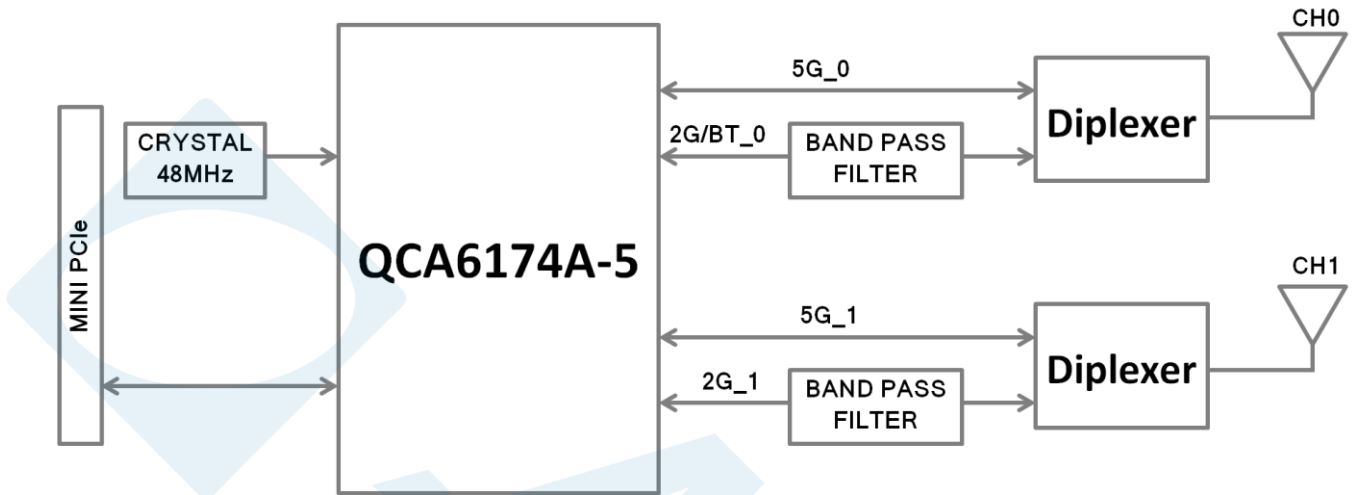 CH0
5G_0
Diplexer
2G/BT_0
BAND PASS
FILTER
CRYSTAL
48MHz
MINI PCIe
QCA6174A-5
CH1
5G_1
Diplexer
2G_1
BAND PASS
FILTER